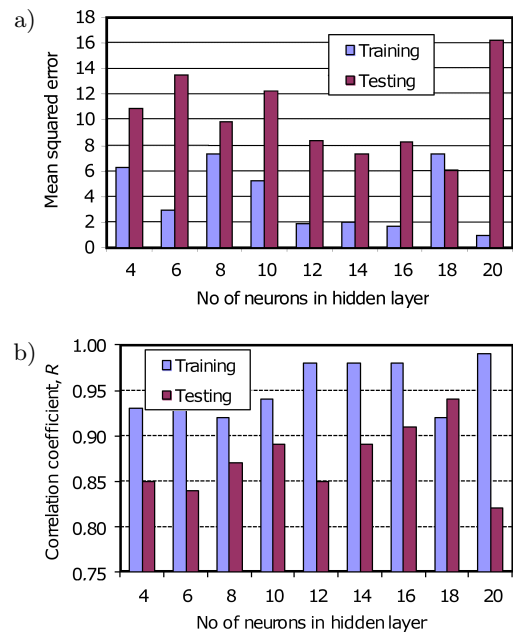 a)
18
16
14
12
10
8
6
4
2
0
Mean squared error
Training
Testing
4 6 8 10 12 14 16 18 20
No of neurons in hidden layer
b)
1.00
0.95
0.90
0.85
0.80
0.75
Correlation coefficient, R
Training
Testing
4 6 8 10 12 14 16 18 20
No of neurons in hidden layer